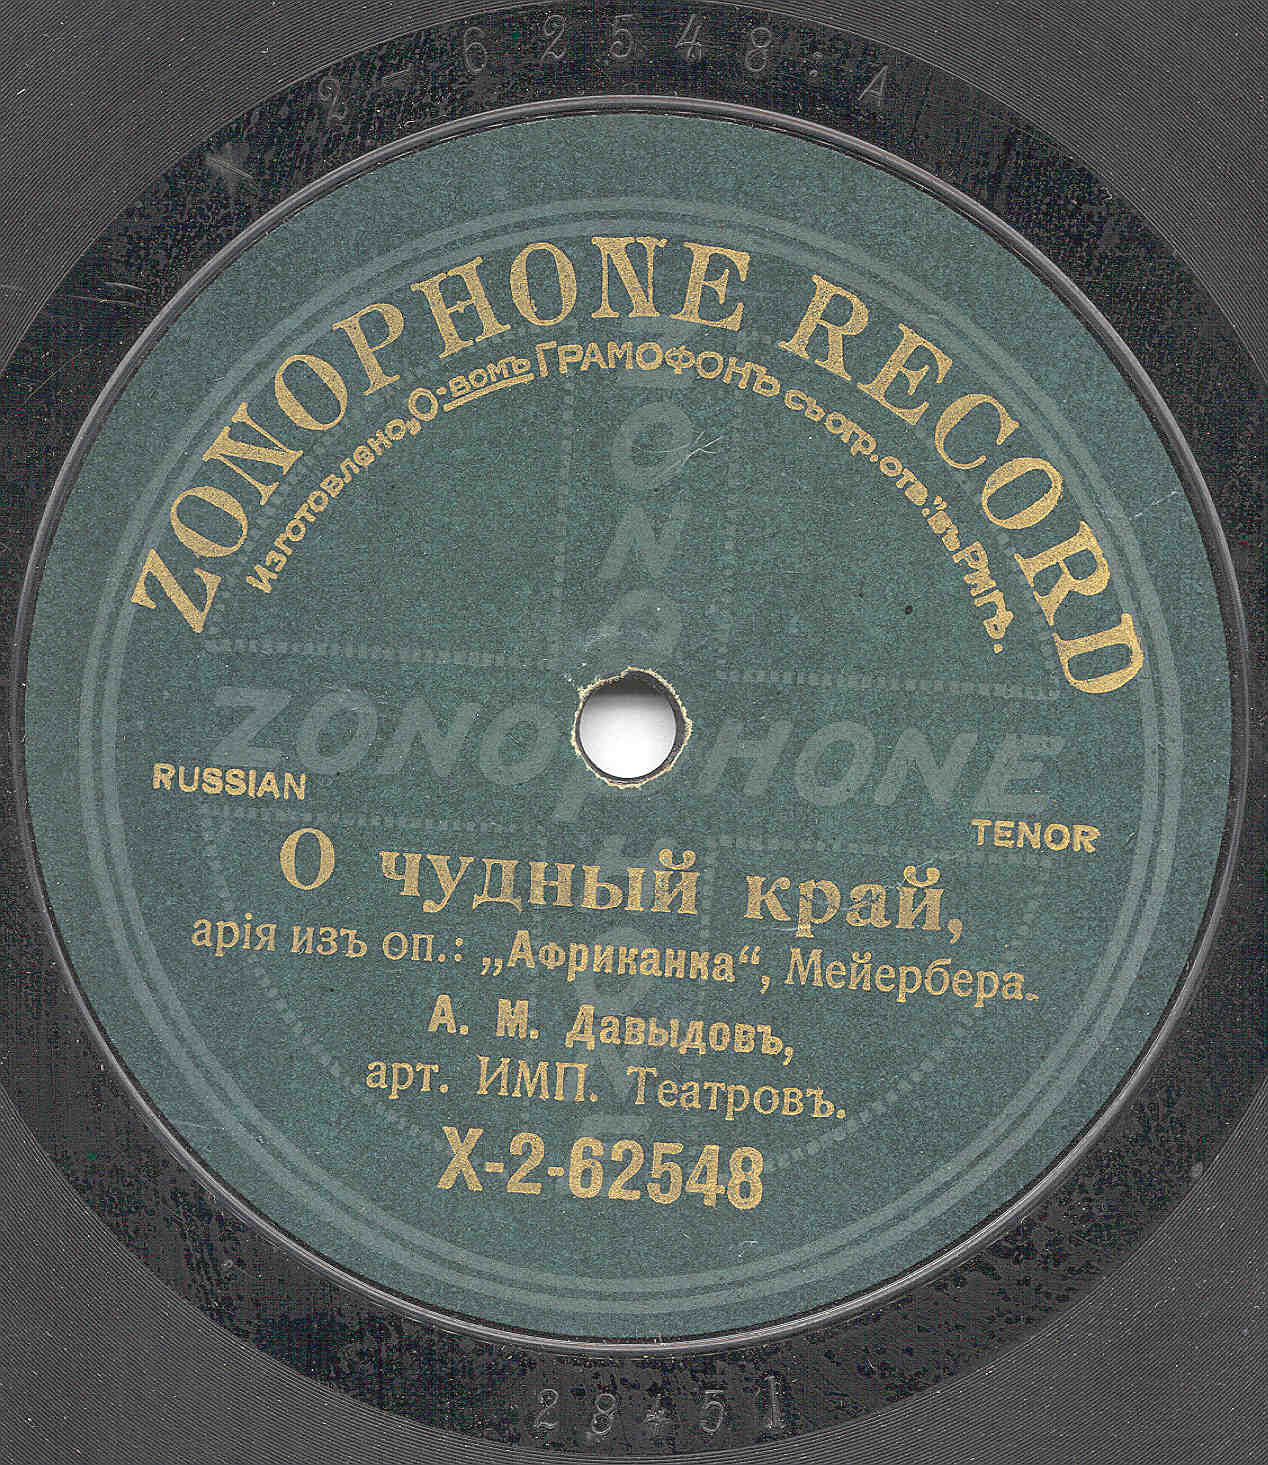 2-62548:A
ZONOPHONE RECORD
Изготовлено „О-вомъ ГРАМОФОНЪ съ огр. отв.“ въ Ригѣ.
ZONOPHONE
RUSSIAN
TENOR
О чудный край,
арія изъ оп.: „Африканка“, Мейербера.
А. М. Давыдовъ,
арт. ИМП. Театровъ.
X-2-62548
28451